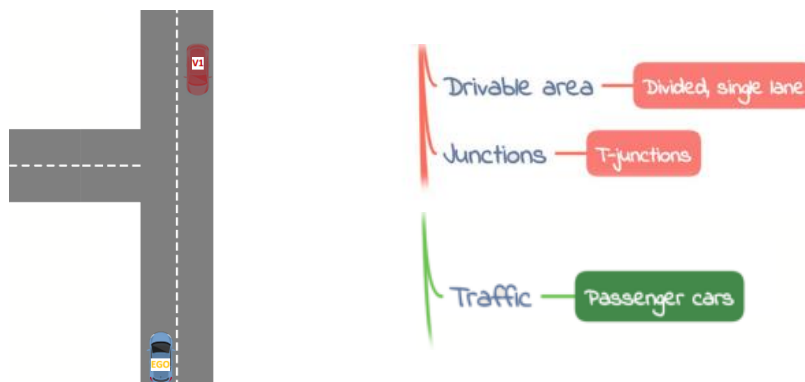 V1
Drivable area
Divided, single lane
Junctions
T-junctions
Traffic
Passenger cars
EGO